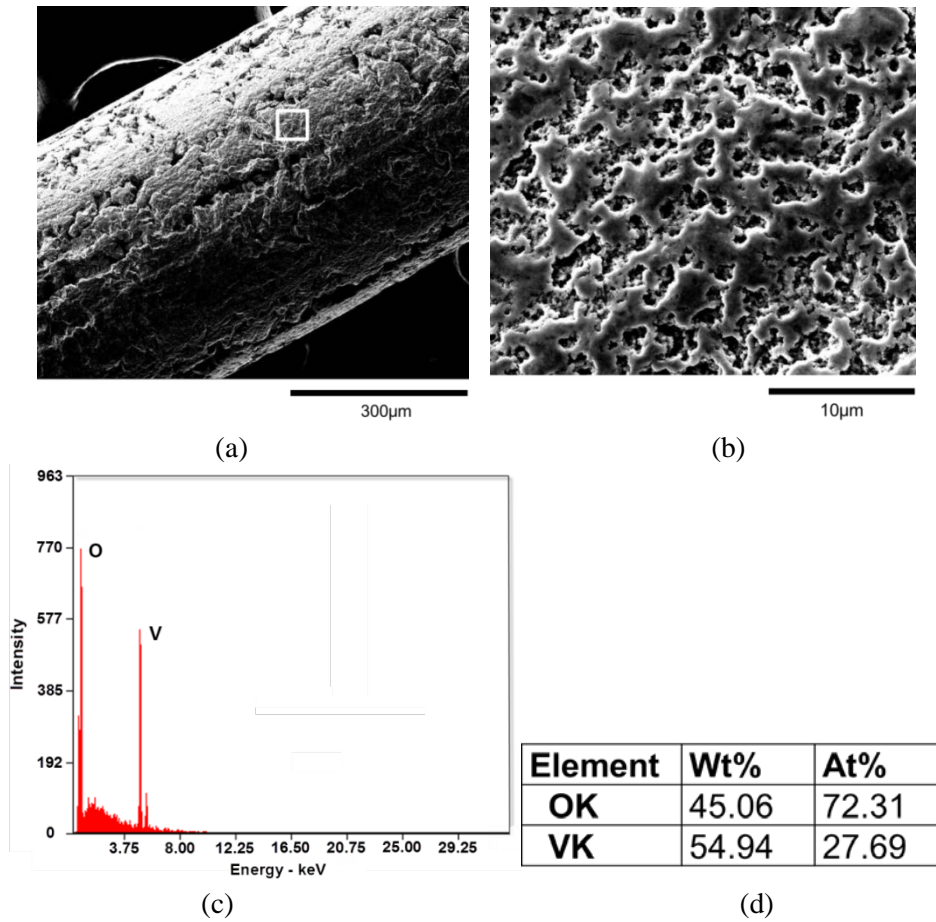 300µm
10µm
(a)
(b)
963
770
577
385
192
0
Intensity
O
V
3.75 8.00 12.25 16.50 20.75 25.00 29.25
Energy - keV
Element Wt% At%
OK 45.06 72.31
VK 54.94 27.69
(c)
(d)